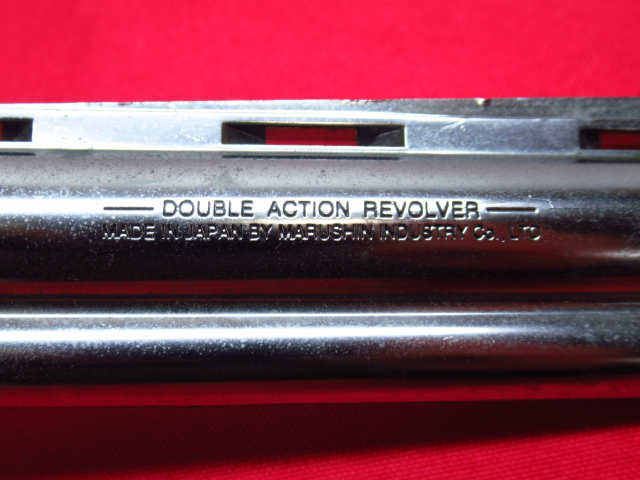 DOUBLE ACTION REVOLVER
MADE IN JAPAN BY MARUSHIN INDUSTRY Co., LTD